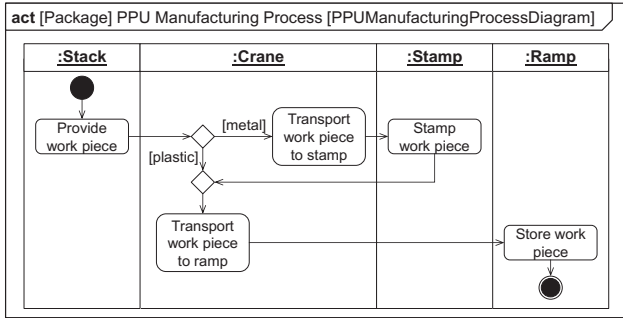 act [Package] PPU Manufacturing Process [PPUManufacturingProcessDiagram]
:Stack
:Crane
:Stamp
:Ramp
Provide
work piece
[metal]
[plastic]
Transport
work piece
to stamp
Stamp
work piece
Transport
work piece
to ramp
Store work
piece